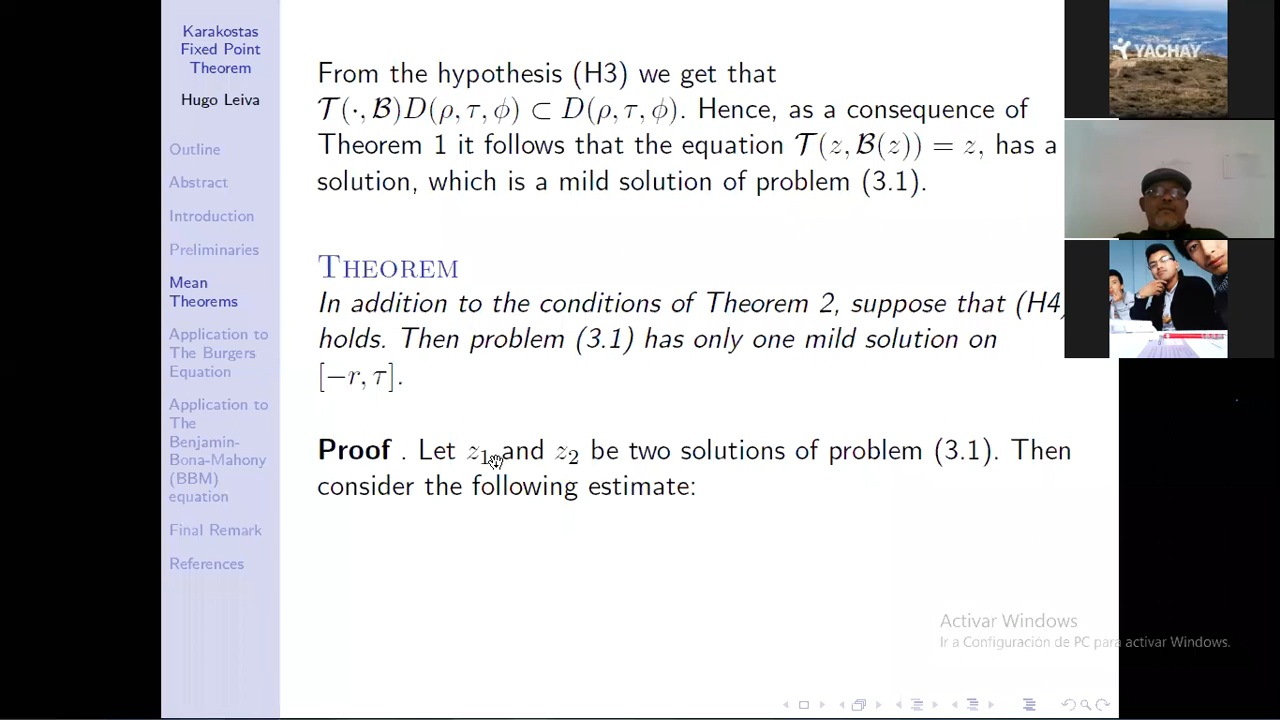 Karakostas
Fixed Point
Theorem
Hugo Leiva
Outline
Abstract
Introduction
Preliminaries
Mean
Theorems
Application to
The Burgers
Equation
Application to
The
Benjamin-
Bona-Mahony
(BBM)
equation
Final Remark
References
From the hypothesis (H3) we get that
𝒯(·, ℬ)D(ρ, τ, ϕ) ⊂ D(ρ, τ, ϕ). Hence, as a consequence of
Theorem 1 it follows that the equation 𝒯(z, ℬ(z)) = z, has a
solution, which is a mild solution of problem (3.1).
THEOREM
In addition to the conditions of Theorem 2, suppose that (H4)
holds. Then problem (3.1) has only one mild solution on
[−r, τ].
Proof . Let z₁ and z₂ be two solutions of problem (3.1). Then
consider the following estimate:
YACHAY
Activar Windows
Ir a Configuración de PC para activar Windows.